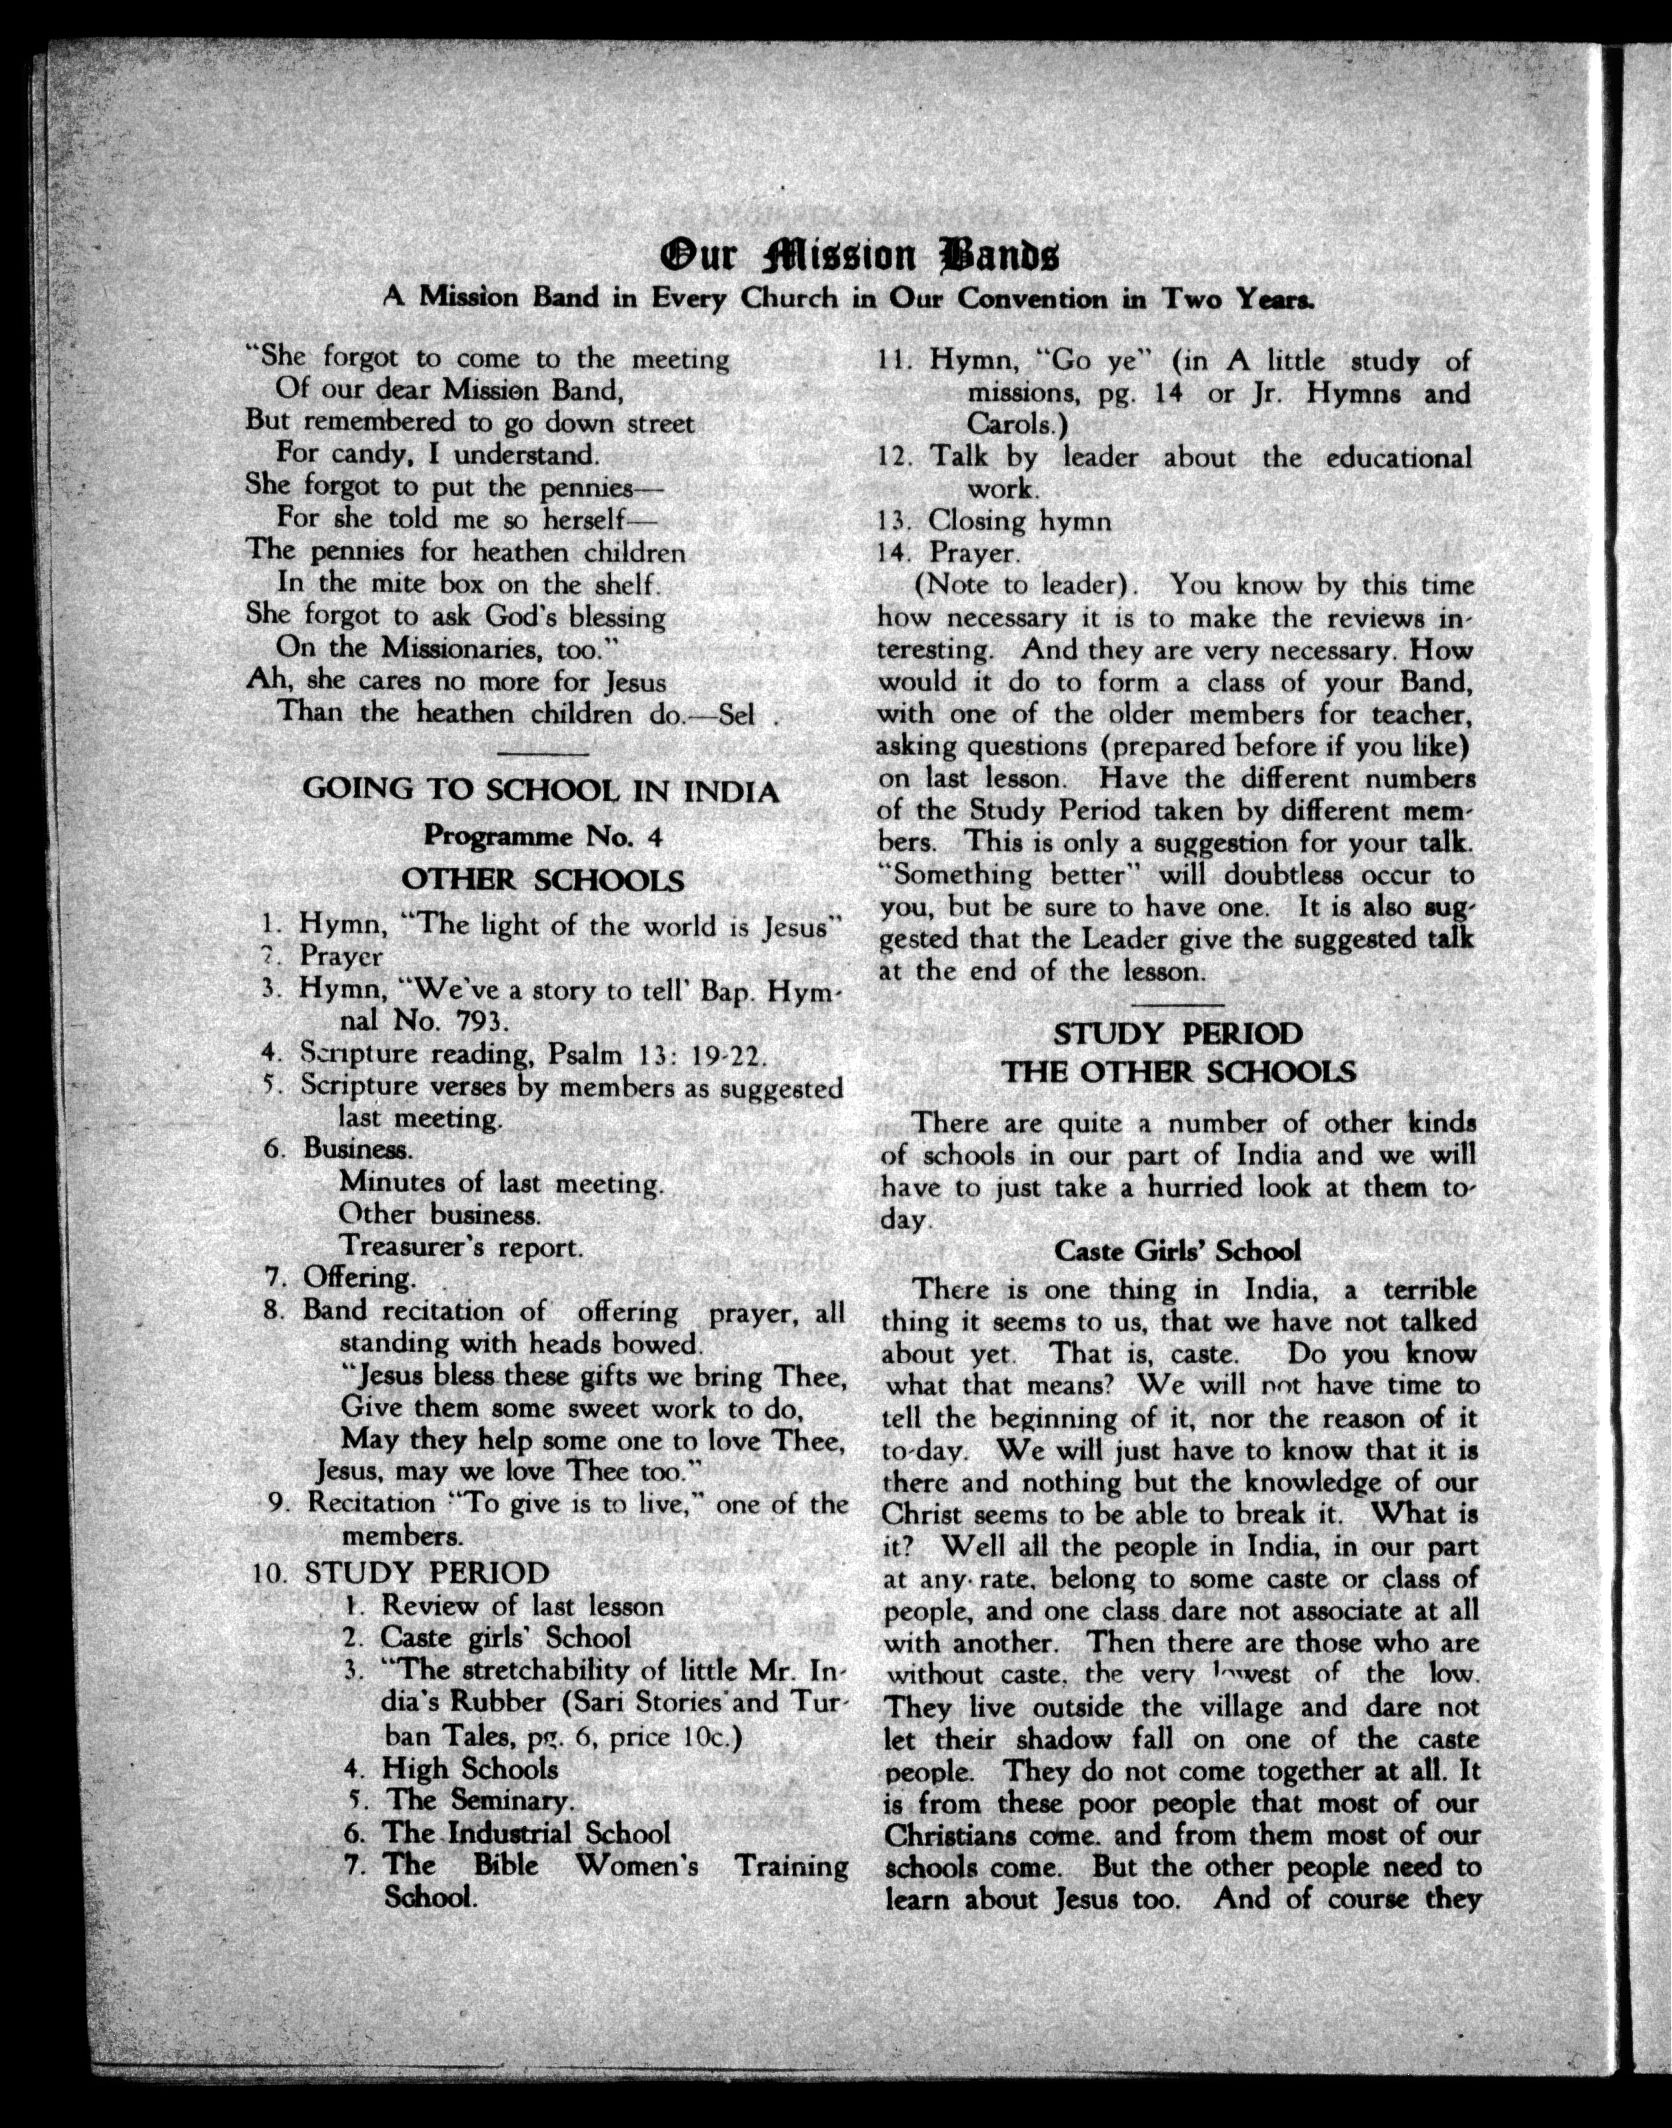 Our Mission Bands
A Mission Band in Every Church in Our Convention in Two Years.
“She forgot to come to the meeting
Of our dear Mission Band,
But remembered to go down street
For candy, I understand.
She forgot to put the pennies—
For she told me so herself—
The pennies for heathen children
In the mite box on the shelf.
She forgot to ask God's blessing
On the Missionaries, too.”
Ah, she cares no more for Jesus
Than the heathen children do.—Sel .
GOING TO SCHOOL IN INDIA
Programme No. 4
OTHER SCHOOLS
1. Hymn, “The light of the world is Jesus”
2. Prayer
3. Hymn, “We've a story to tell' Bap. Hym-
nal No. 793.
4. Scripture reading, Psalm 13: 19-22.
5. Scripture verses by members as suggested
last meeting.
6. Business.
Minutes of last meeting.
Other business.
Treasurer's report.
7. Offering.
8. Band recitation of offering prayer, all
standing with heads bowed.
“Jesus bless these gifts we bring Thee,
Give them some sweet work to do,
May they help some one to love Thee,
Jesus, may we love Thee too.”
9. Recitation “To give is to live,” one of the
members.
10. STUDY PERIOD
1. Review of last lesson
2. Caste girls' School
3. “The stretchability of little Mr. In-
dia's Rubber (Sari Stories and Tur-
ban Tales, pg. 6, price 10c.)
4. High Schools
5. The Seminary.
6. The Industrial School
7. The Bible Women's Training
School.
11. Hymn, “Go ye” (in A little study of
missions, pg. 14 or Jr. Hymns and
Carols.)
12. Talk by leader about the educational
work.
13. Closing hymn
14. Prayer.
(Note to leader). You know by this time
how necessary it is to make the reviews in-
teresting. And they are very necessary. How
would it do to form a class of your Band,
with one of the older members for teacher,
asking questions (prepared before if you like)
on last lesson. Have the different numbers
of the Study Period taken by different mem-
bers. This is only a suggestion for your talk.
“Something better” will doubtless occur to
you, but be sure to have one. It is also sug-
gested that the Leader give the suggested talk
at the end of the lesson.
STUDY PERIOD
THE OTHER SCHOOLS
There are quite a number of other kinds
of schools in our part of India and we will
have to just take a hurried look at them to-
day.
Caste Girls' School
There is one thing in India, a terrible
thing it seems to us, that we have not talked
about yet. That is, caste. Do you know
what that means? We will not have time to
tell the beginning of it, nor the reason of it
to-day. We will just have to know that it is
there and nothing but the knowledge of our
Christ seems to be able to break it. What is
it? Well all the people in India, in our part
at any rate, belong to some caste or class of
people, and one class dare not associate at all
with another. Then there are those who are
without caste, the very lowest of the low.
They live outside the village and dare not
let their shadow fall on one of the caste
people. They do not come together at all. It
is from these poor people that most of our
Christians come. and from them most of our
schools come. But the other people need to
learn about Jesus too. And of course they